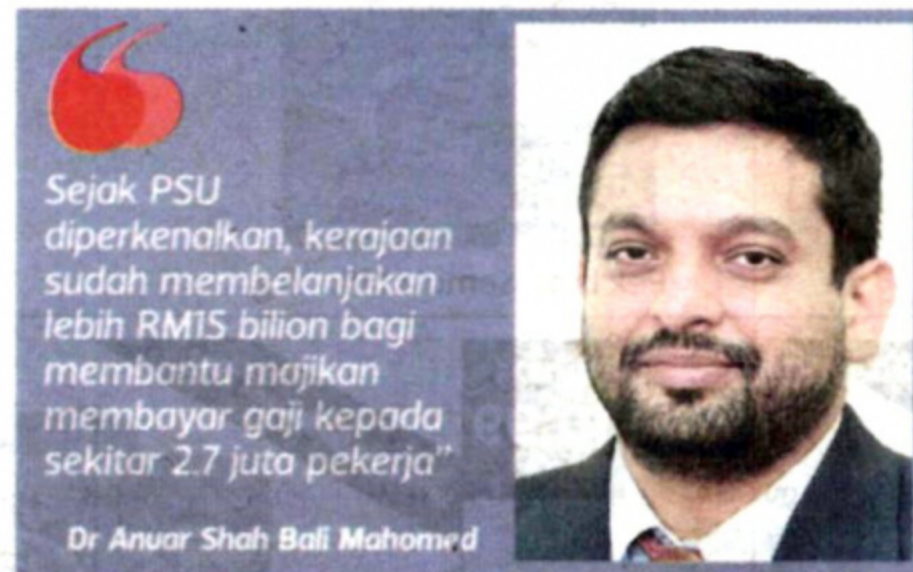 Sejak PSU
diperkenalkan, kerajaan
sudah membelanjakan
lebih RM15 bilion bagi
membantu majikan
membayar gaji kepada
sekitar 2.7 juta pekerja”
Dr Anuar Shah Bali Mahomed